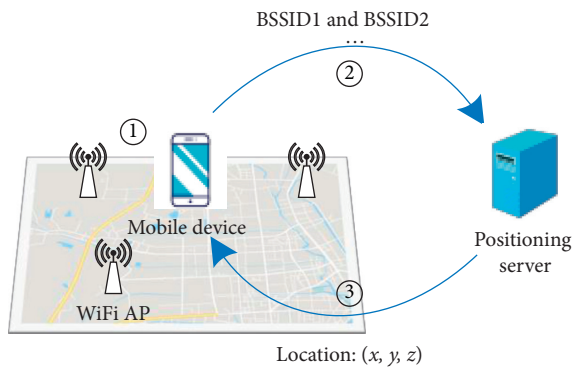 BSSID1 and BSSID2
...
2
1
Mobile device
Positioning
server
3
WiFi AP
Location: (x, y, z)